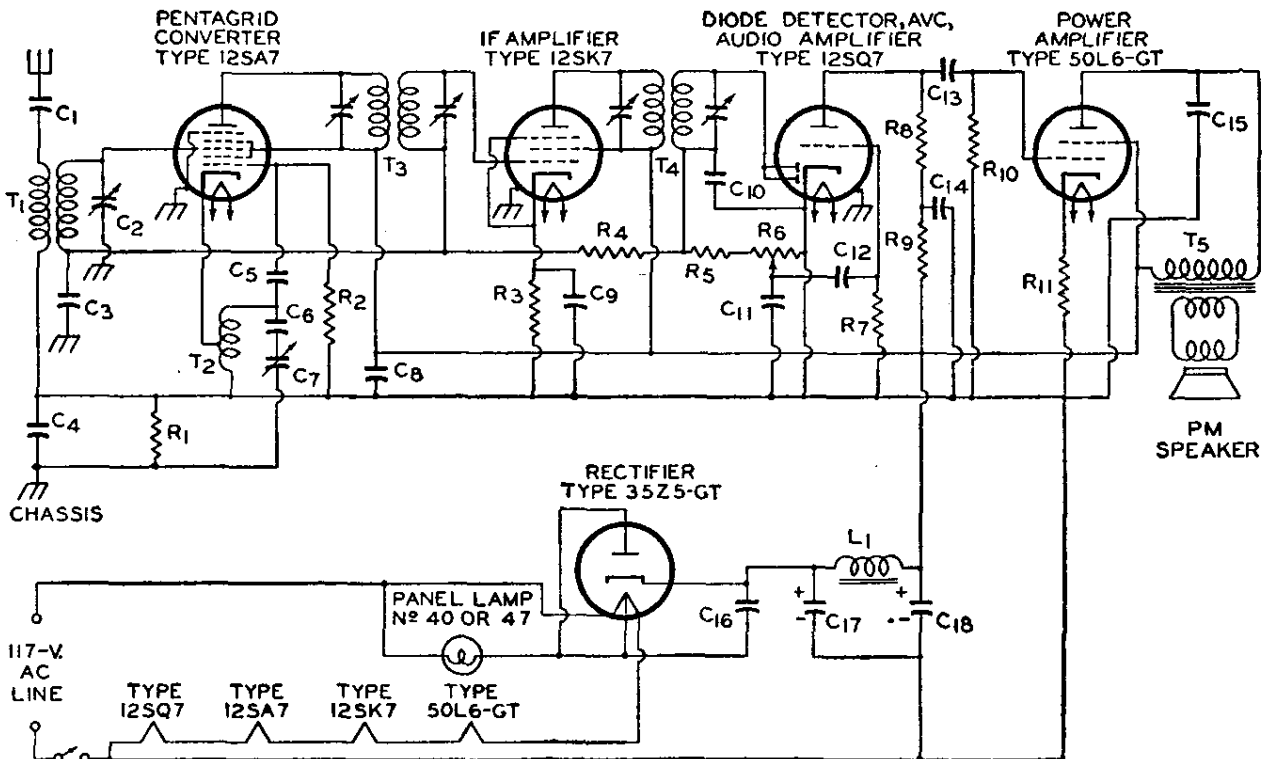 PENTAGRID
CONVERTER
TYPE 12SA7
IF AMPLIFIER
TYPE 12SK7
DIODE DETECTOR, AVC,
AUDIO AMPLIFIER
TYPE 12SQ7
POWER
AMPLIFIER
TYPE 50L6-GT
C1
T1
C2
C3
C4
R1
T2
C5
C6
C7
R2
T3
C8
R3
C9
R4
T4
C10
R5
R6
C11
C12
R7
R8
R9
C13
C14
R10
R11
C15
T5
PM
SPEAKER
CHASSIS
RECTIFIER
TYPE 35Z5-GT
PANEL LAMP
Nº 40 OR 47
C16
L1
+
-
C17
+
-
C18
117-V.
AC
LINE
TYPE
12SQ7
TYPE
12SA7
TYPE
12SK7
TYPE
50L6-GT